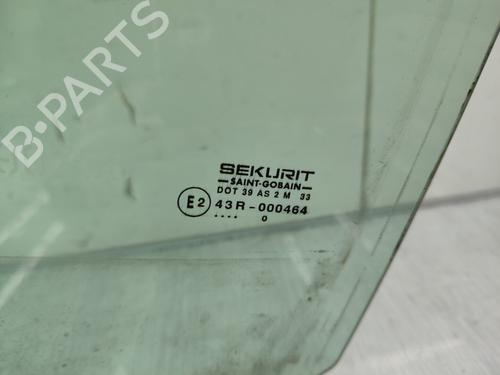 B-PARTS
SEKURIT
SAINT-GOBAIN
DOT 39 AS 2 M 33
E2 43R-000464
.... 0